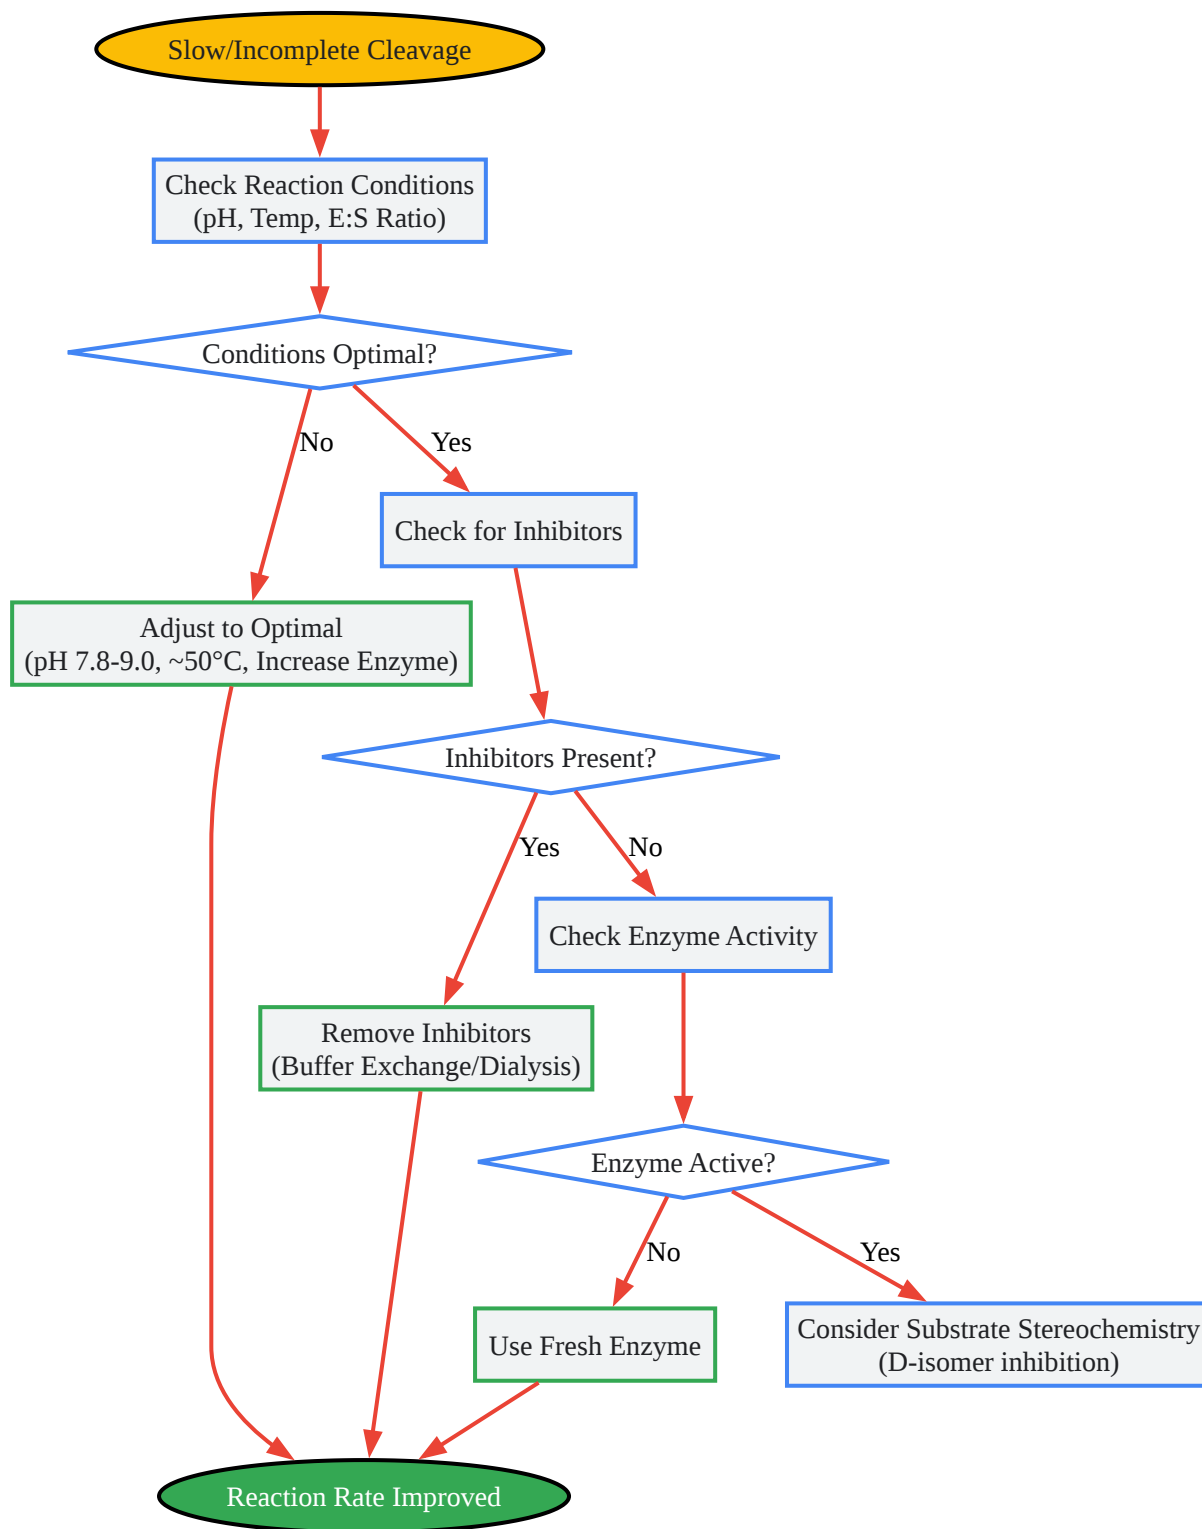 Slow/Incomplete Cleavage
Check Reaction Conditions
(pH, Temp, E:S Ratio)
Conditions Optimal?
No
Yes
Check for Inhibitors
Adjust to Optimal
(pH 7.8-9.0, ~50°C, Increase Enzyme)
Inhibitors Present?
Yes
No
Check Enzyme Activity
Remove Inhibitors
(Buffer Exchange/Dialysis)
Enzyme Active?
No
Yes
Use Fresh Enzyme
Consider Substrate Stereochemistry
(D-isomer inhibition)
Reaction Rate Improved